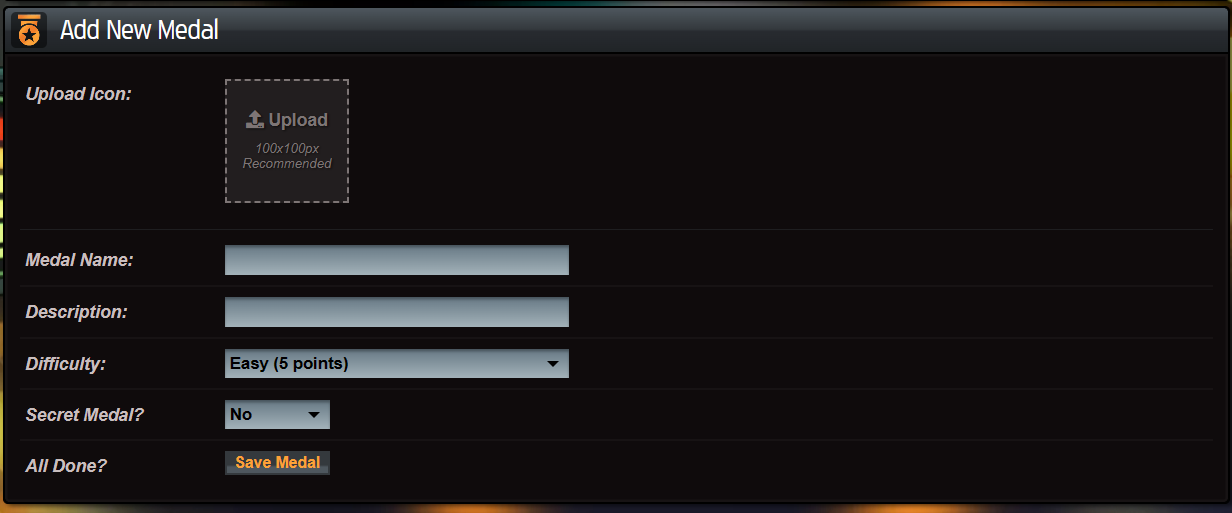 Add New Medal
Upload Icon:
Upload
100x100px
Recommended
Medal Name:
Description:
Difficulty:
Easy (5 points)
Secret Medal?
No
All Done?
Save Medal